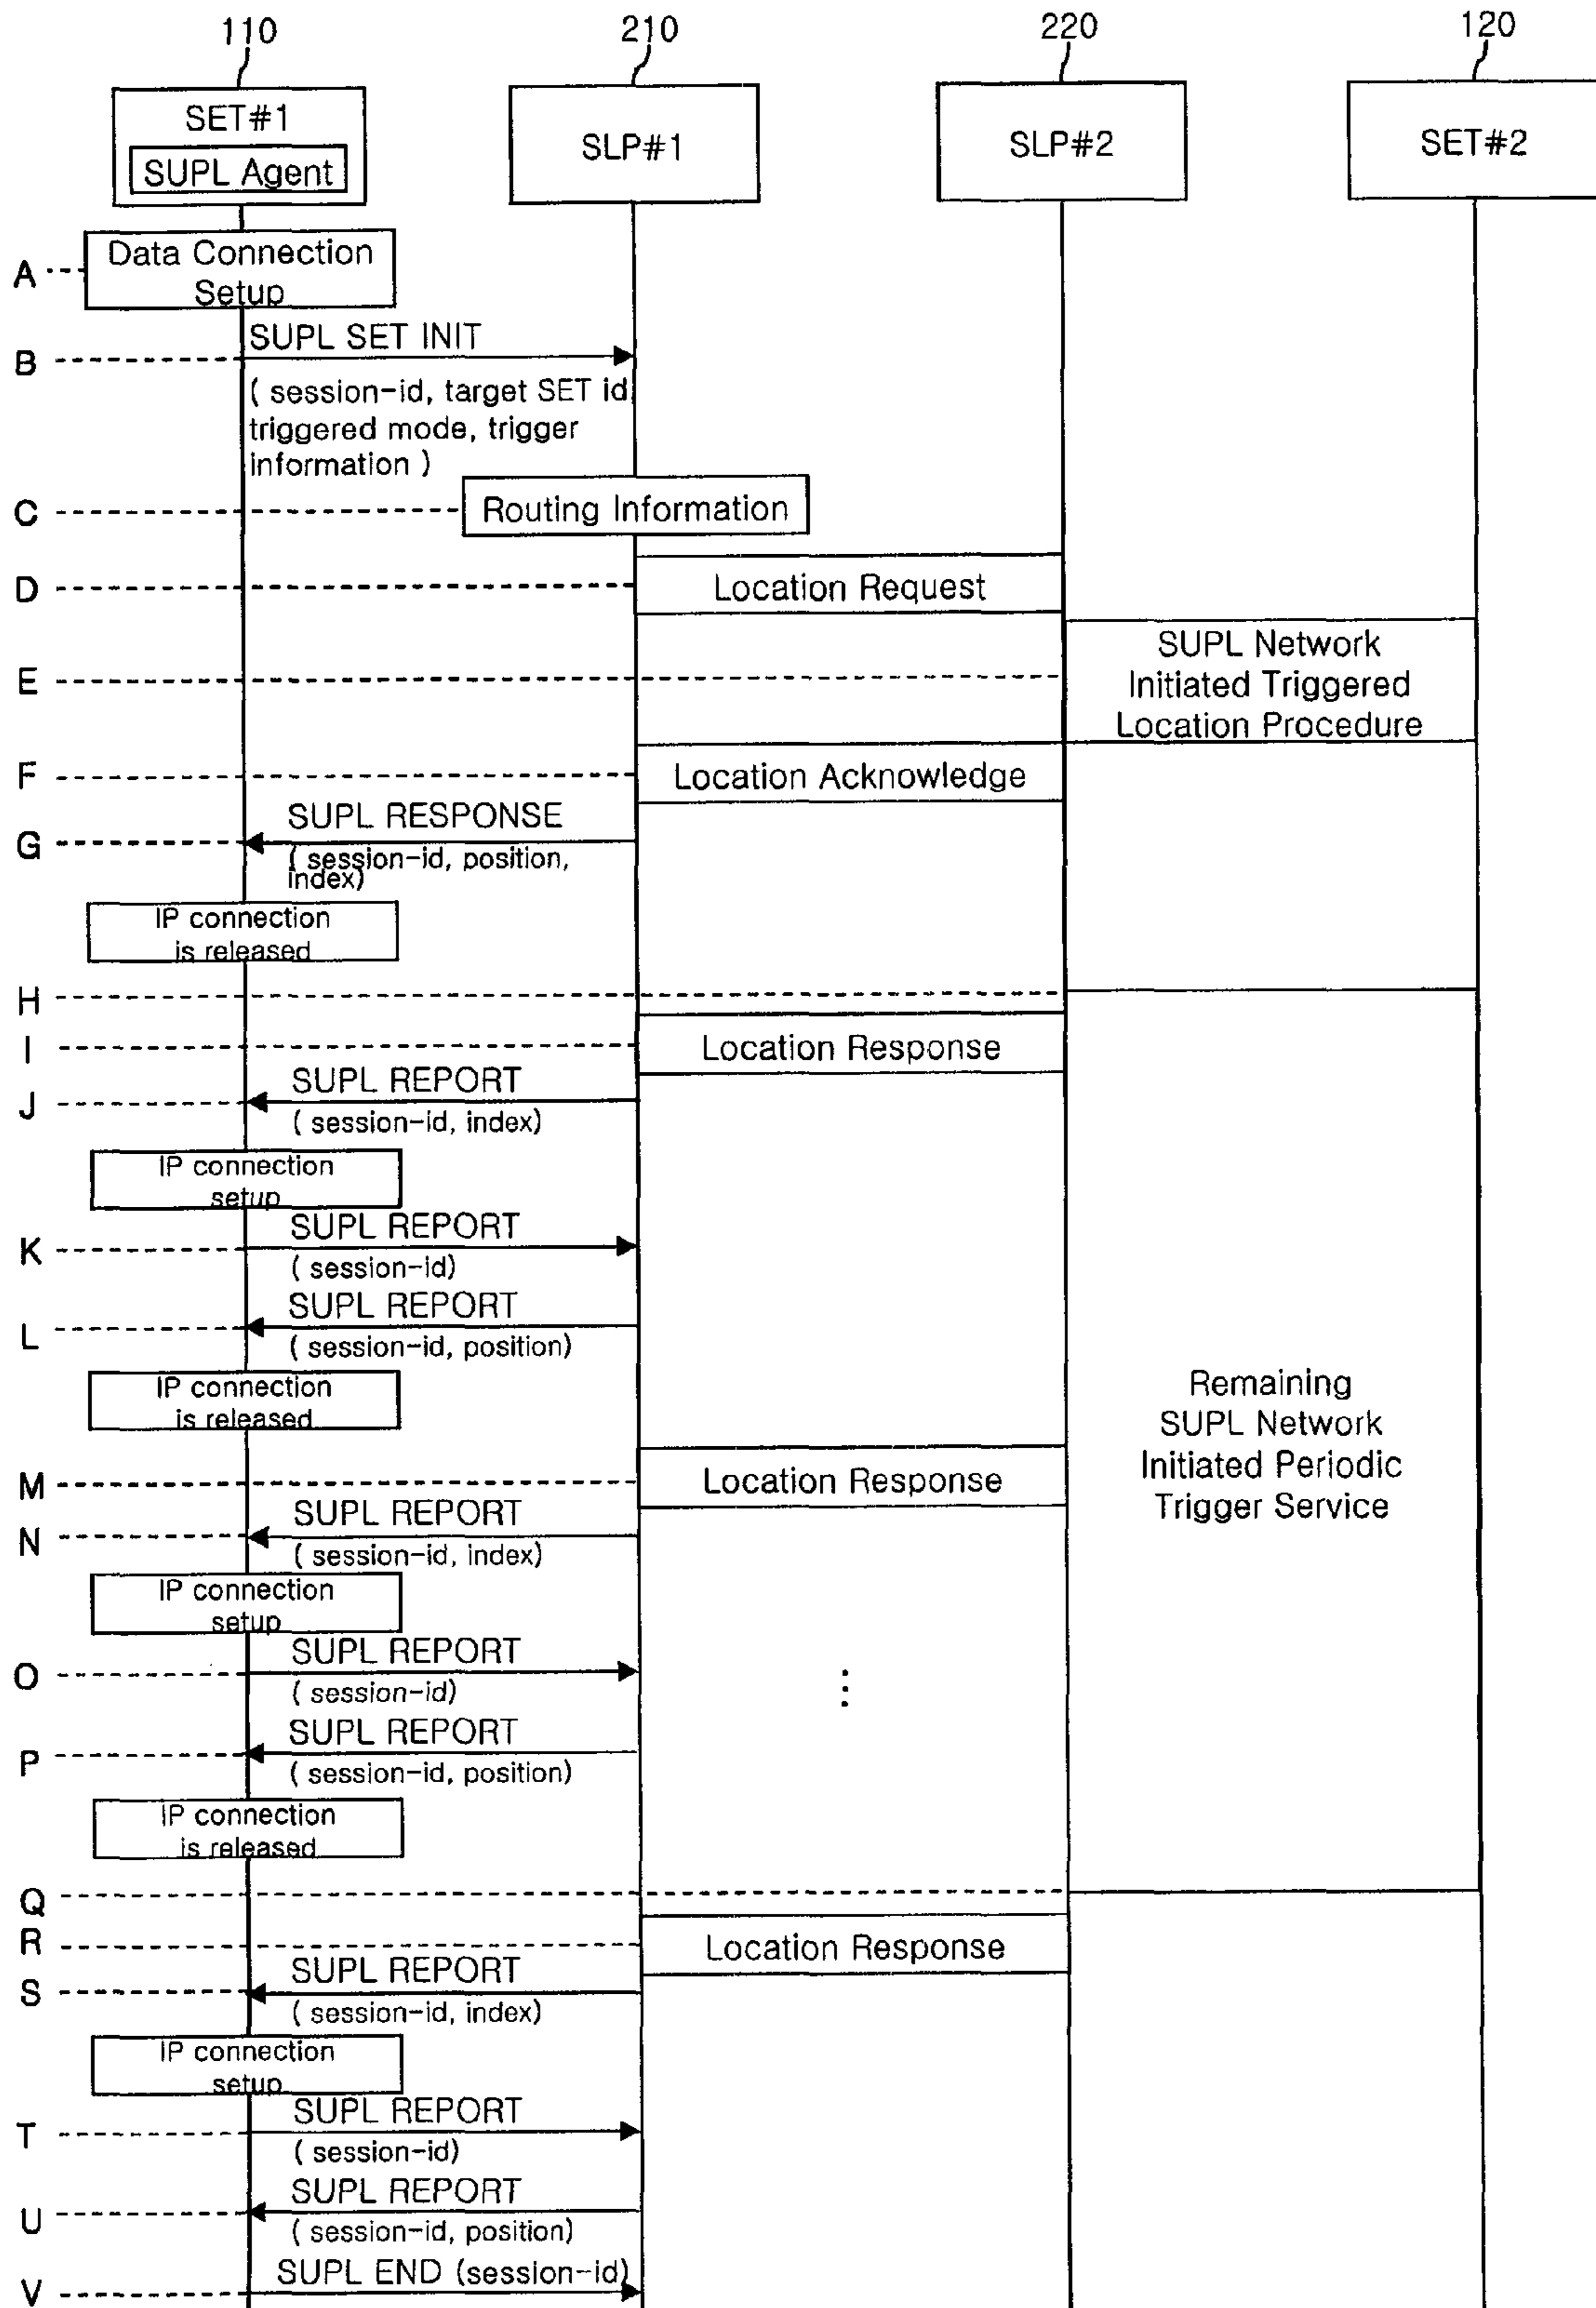 110
210
220
120
SET#1
SUPL Agent
SLP#1
SLP#2
SET#2
A
Data Connection
Setup
B
SUPL SET INIT
( session-id, target SET id
triggered mode, trigger
information )
C
Routing Information
D
Location Request
E
SUPL Network
Initiated Triggered
Location Procedure
F
Location Acknowledge
G
SUPL RESPONSE
( session-id, position,
index)
IP connection
is released
H
I
Location Response
J
SUPL REPORT
( session-id, index)
IP connection
setup
K
SUPL REPORT
( session-id)
L
SUPL REPORT
( session-id, position)
IP connection
is released
Remaining
SUPL Network
Initiated Periodic
Trigger Service
M
Location Response
N
SUPL REPORT
( session-id, index)
IP connection
setup
O
SUPL REPORT
( session-id)
P
SUPL REPORT
( session-id, position)
IP connection
is released
Q
R
Location Response
S
SUPL REPORT
( session-id, index)
IP connection
setup
T
SUPL REPORT
( session-id)
U
SUPL REPORT
( session-id, position)
V
SUPL END (session-id)